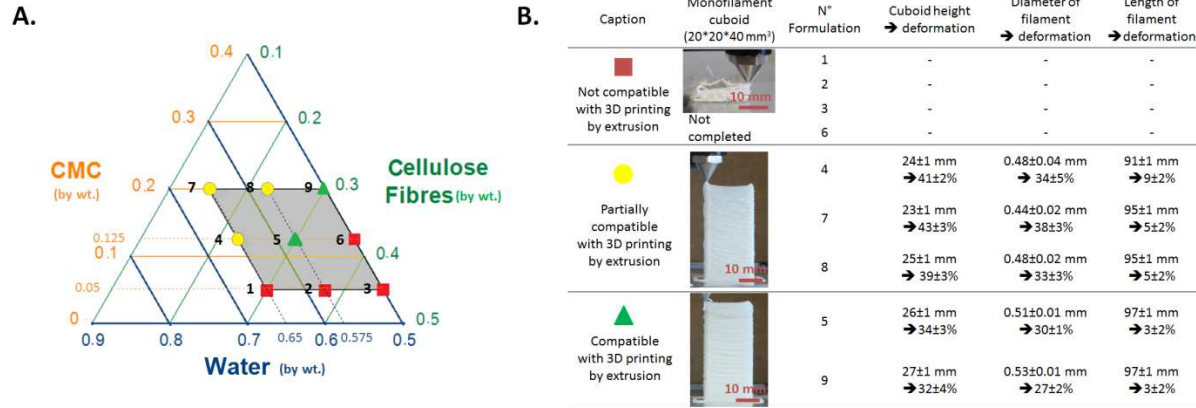 A.
0.4
0.1
0.3
0.2
CMC
(by wt.)
Cellulose
Fibres (by wt.)
0.2
7
8
9
0.3
0.125
4
5
6
0.1
0.4
0.05
1
2
3
0
0.5
0.9
0.8
0.7
0.65
0.6
0.575
0.5
Water (by wt.)
B.
Caption
Monofilament
cuboid
(20*20*40 mm³)
N°
Formulation
Cuboid height
➔ deformation
Diameter of
filament
➔ deformation
Length of
filament
➔deformation
Not compatible
with 3D printing
by extrusion
10 mm
Not
completed
1 - - -
2 - - -
3 - - -
6 - - -
Partially
compatible
with 3D printing
by extrusion
10 mm
4
24±1 mm 0.48±0.04 mm 91±1 mm
➔41±2% ➔ 34±5% ➔9±2%
7
23±1 mm 0.44±0.02 mm 95±1 mm
➔43±3% ➔38±3% ➔5±2%
8
25±1 mm 0.48±0.02 mm 95±1 mm
➔ 39±3% ➔33±3% ➔5±2%
Compatible
with 3D printing
by extrusion
10 mm
5
26±1 mm 0.51±0.01 mm 97±1 mm
➔34±3% ➔30±1% ➔3±2%
9
27±1 mm 0.53±0.01 mm 97±1 mm
➔32±4% ➔27±2% ➔3±2%